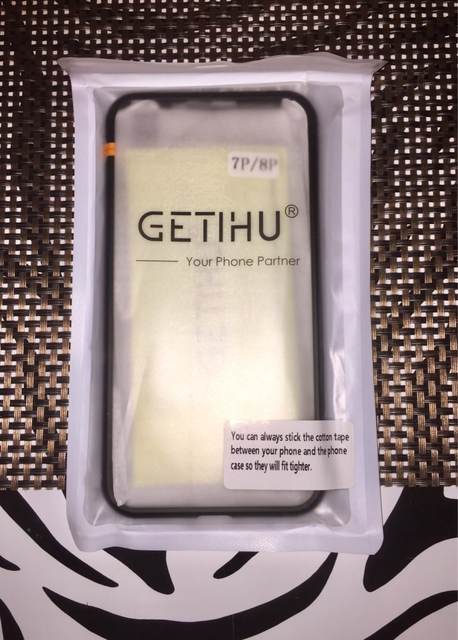 7P/8P
GETIHU®
Your Phone Partner
You can always stick the cotton tape
between your phone and the phone
case so they will fit tighter.